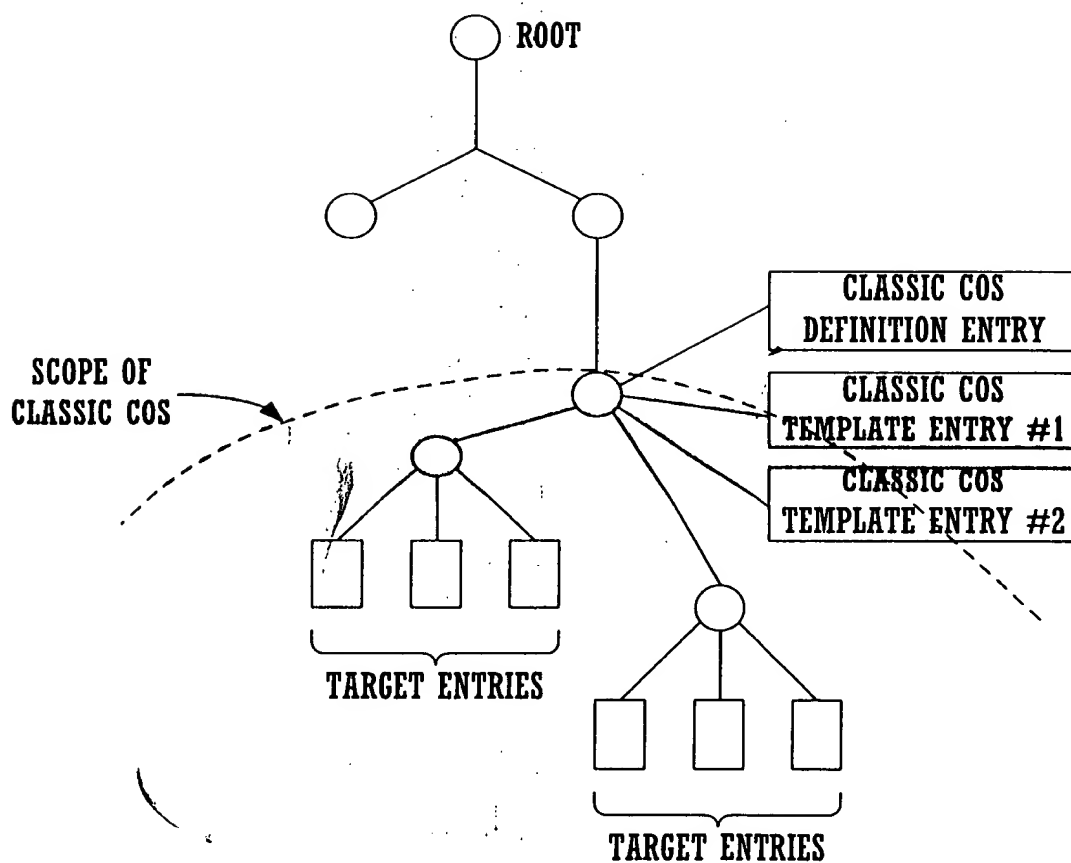 ROOT
CLASSIC COS
DEFINITION ENTRY
SCOPE OF
CLASSIC COS
CLASSIC COS
TEMPLATE ENTRY #1
CLASSIC COS
TEMPLATE ENTRY #2
TARGET ENTRIES
TARGET ENTRIES